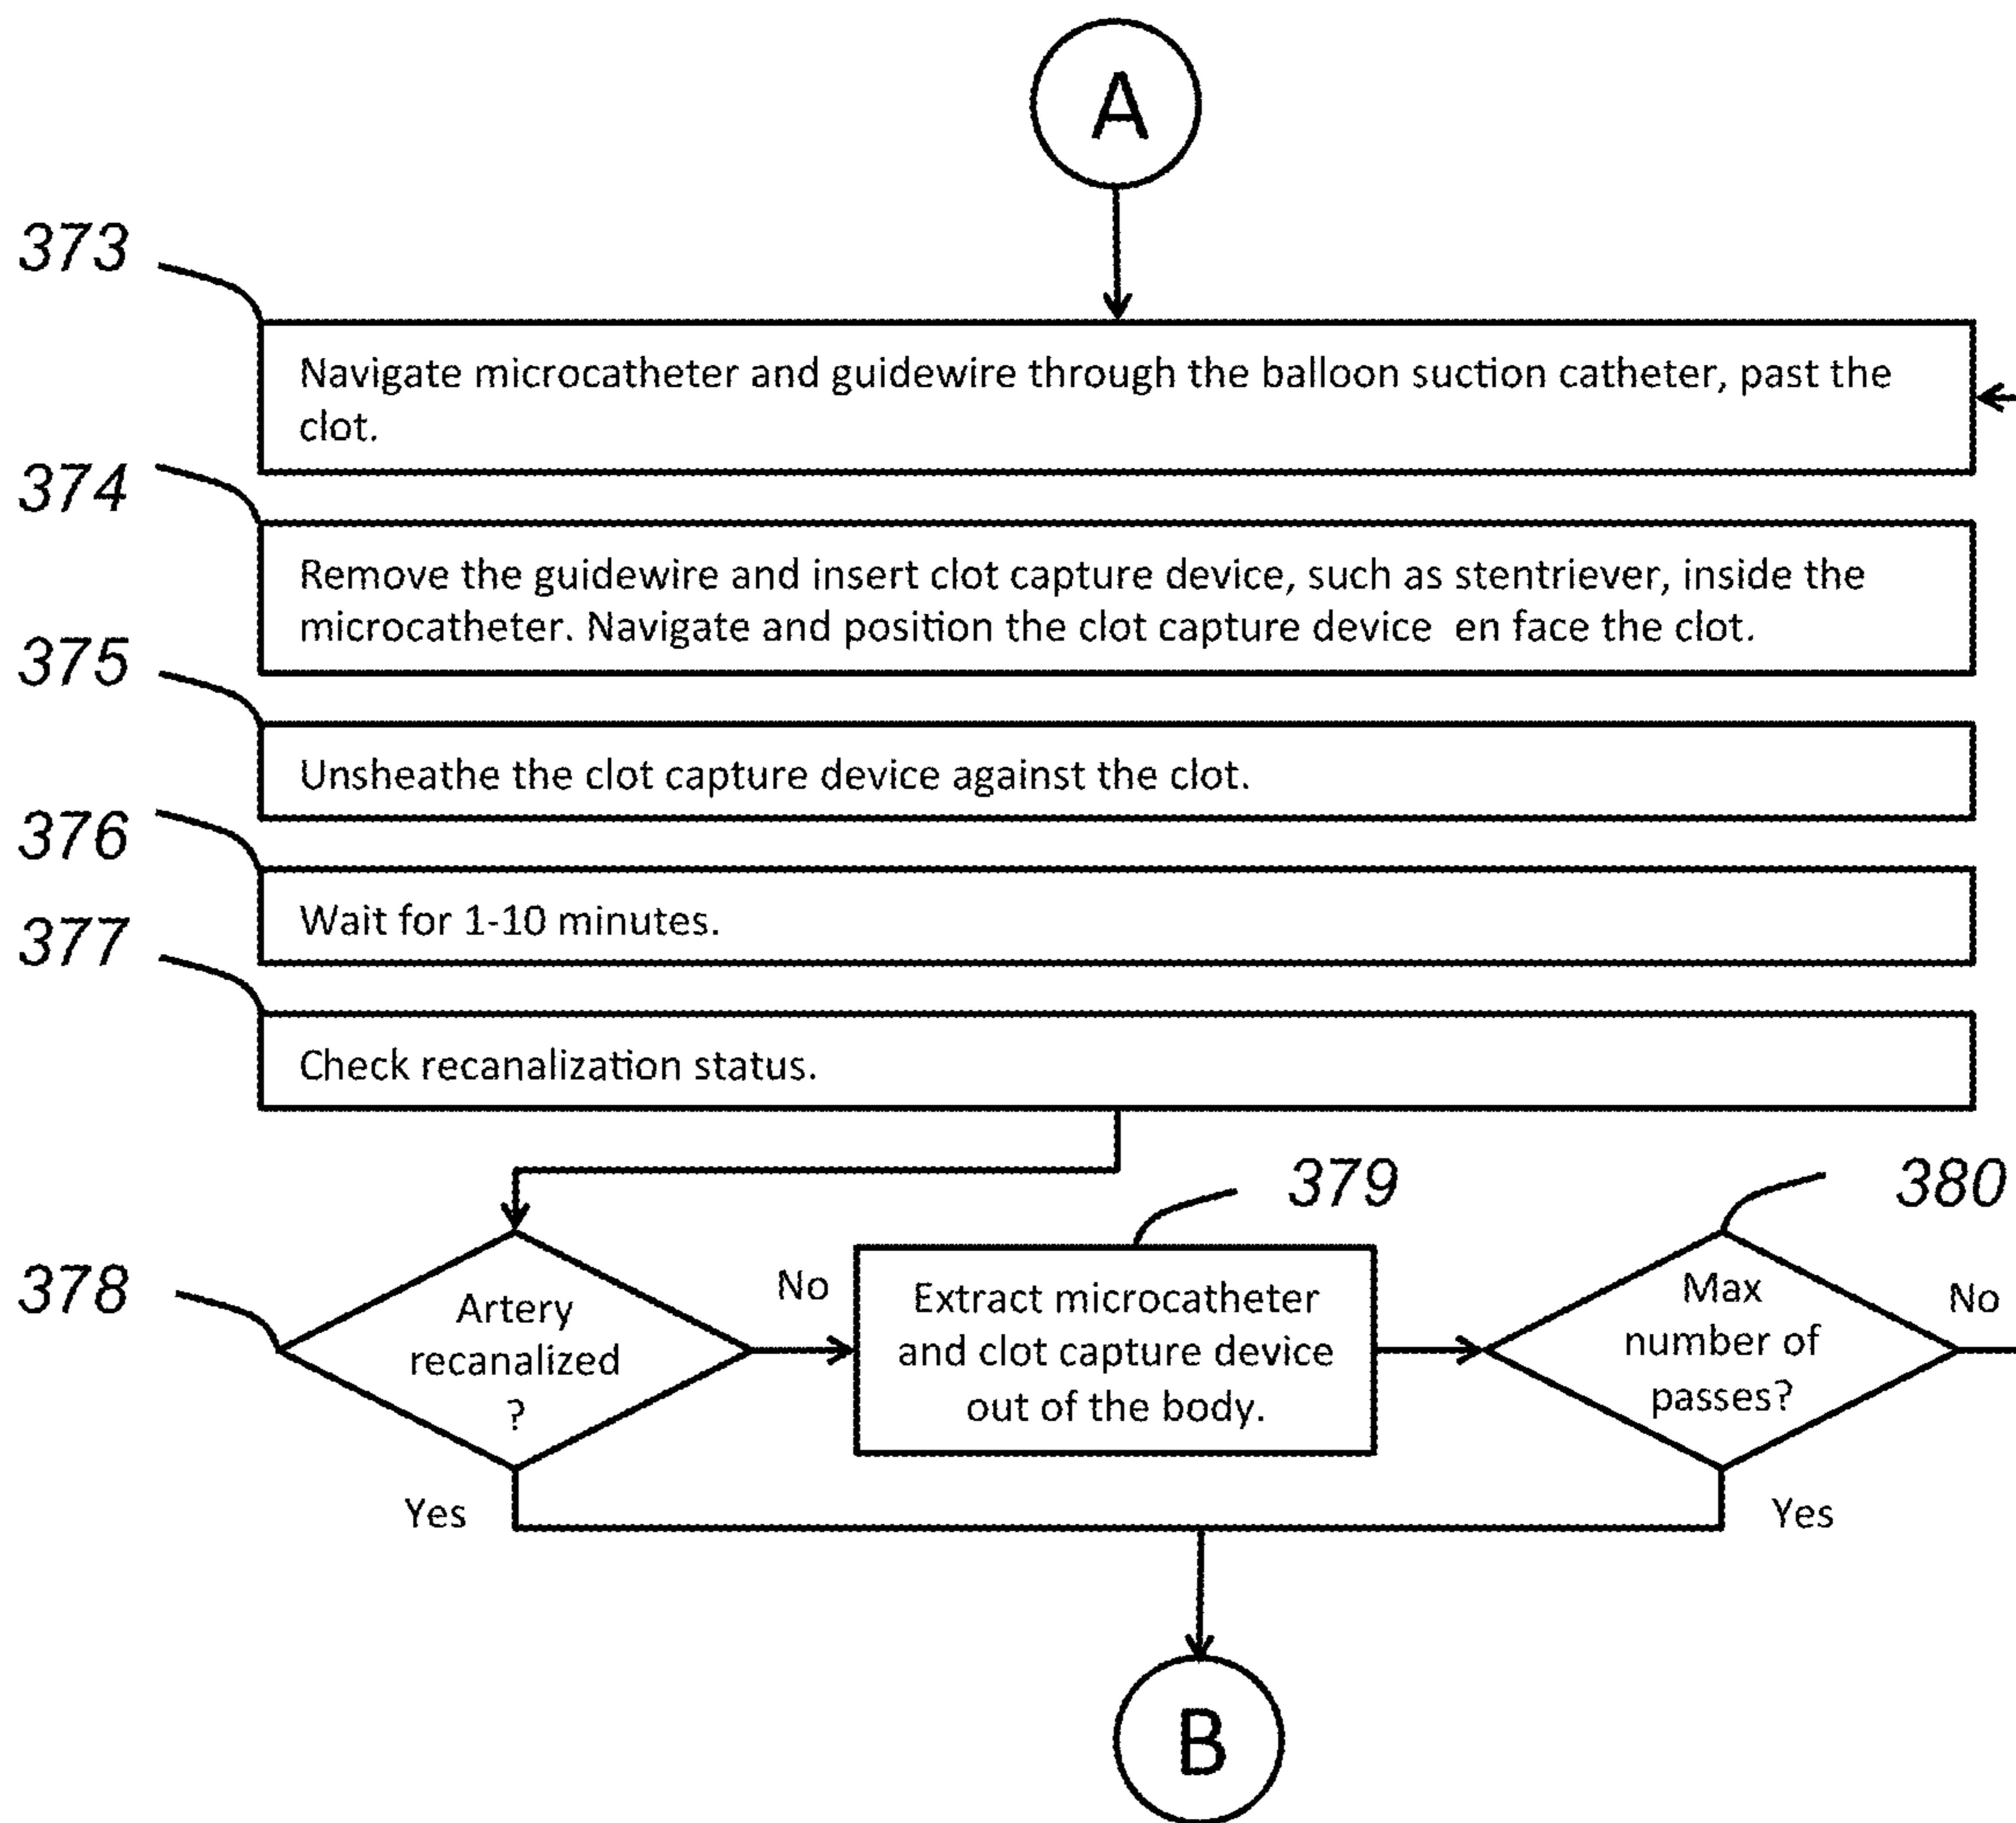 A
373
Navigate microcatheter and guidewire through the balloon suction catheter, past the
clot.
374
Remove the guidewire and insert clot capture device, such as stentriever, inside the
microcatheter. Navigate and position the clot capture device en face the clot.
375
Unsheathe the clot capture device against the clot.
376
Wait for 1-10 minutes.
377
Check recanalization status.
378
Artery
recanalized
?
No
Yes
379
Extract microcatheter
and clot capture device
out of the body.
380
Max
number of
passes?
No
Yes
B